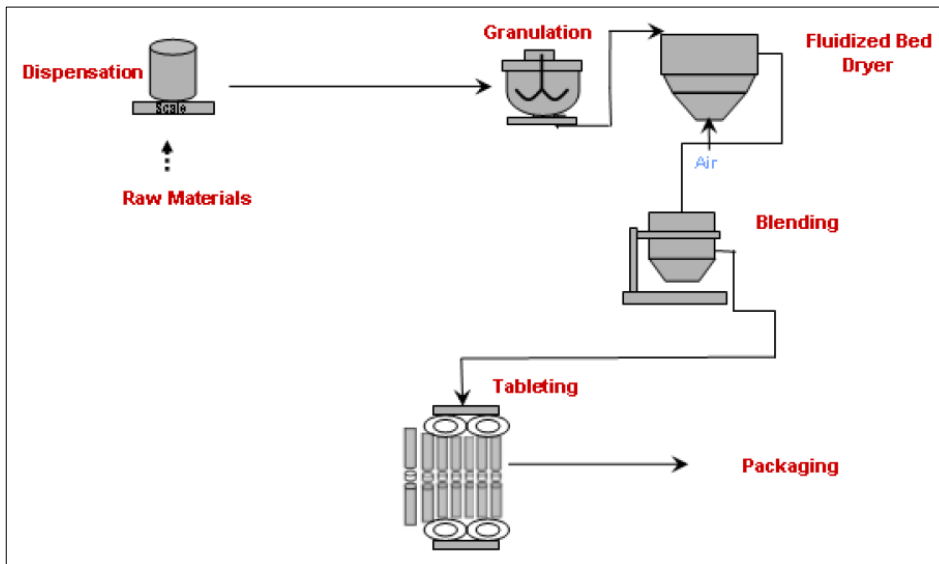 Dispensation
Scale
Raw Materials
Granulation
Fluidized Bed
Dryer
Air
Blending
Tableting
Packaging